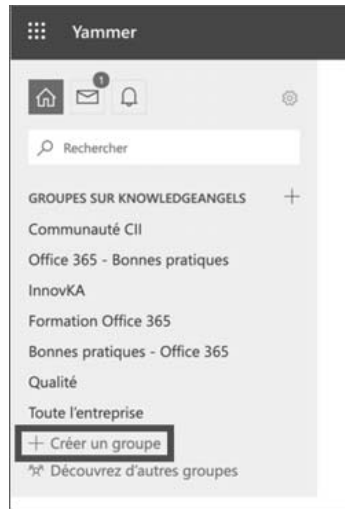 Yammer
1
Rechercher
GROUPES SUR KNOWLEDGEANGELS
Communauté CII
Office 365 - Bonnes pratiques
InnovKA
Formation Office 365
Bonnes pratiques - Office 365
Qualité
Toute l'entreprise
+ Créer un groupe
Découvrez d'autres groupes